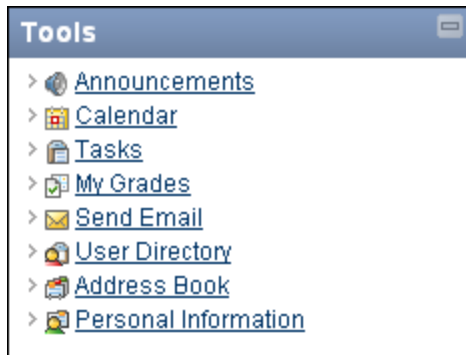 Tools
Announcements
Calendar
Tasks
My Grades
Send Email
User Directory
Address Book
Personal Information